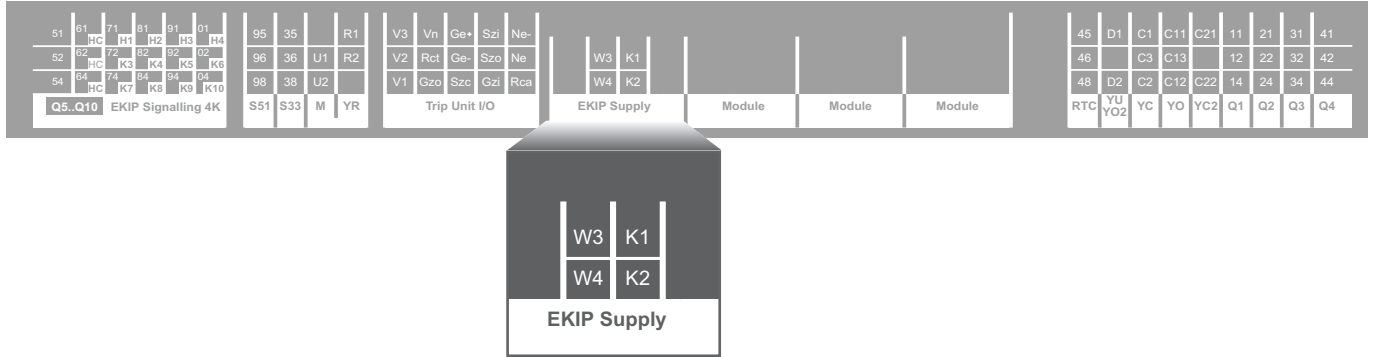 61 71 81 91 01
51 HC H1 H2 H3 H4 95 35 R1 V3 Vn Ge+ Szi Ne- 45 D1 C1 C11 C21 11 21 31 41
62 72 82 92 02
52 HC K3 K4 K5 K6 96 36 U1 R2 V2 Rct Ge- Szo Ne W3 K1 46 C3 C13 12 22 32 42
64 74 84 94 04
54 HC K7 K8 K9 K10 98 38 U2 V1 Gzo Szc Gzi Rca W4 K2 48 D2 C2 C12 C22 14 24 34 44
Q5..Q10 EKIP Signalling 4K S51 S33 M YR Trip Unit I/O EKIP Supply Module Module Module RTC YU YO2 YC YO YC2 Q1 Q2 Q3 Q4
W3 K1
W4 K2
EKIP Supply